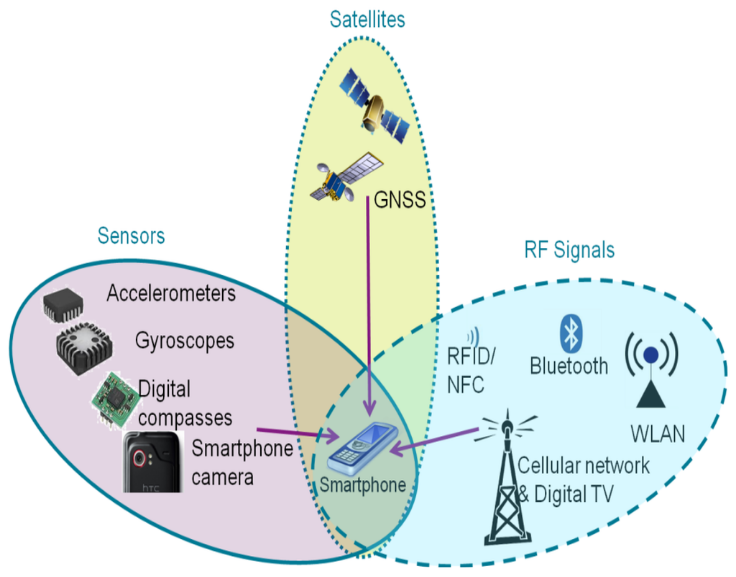 Satellites
GNSS
Sensors
Accelerometers
Gyroscopes
Digital
compasses
Smartphone
camera
hTC
RF Signals
RFID/
NFC
Bluetooth
WLAN
Cellular network
& Digital TV
Smartphone